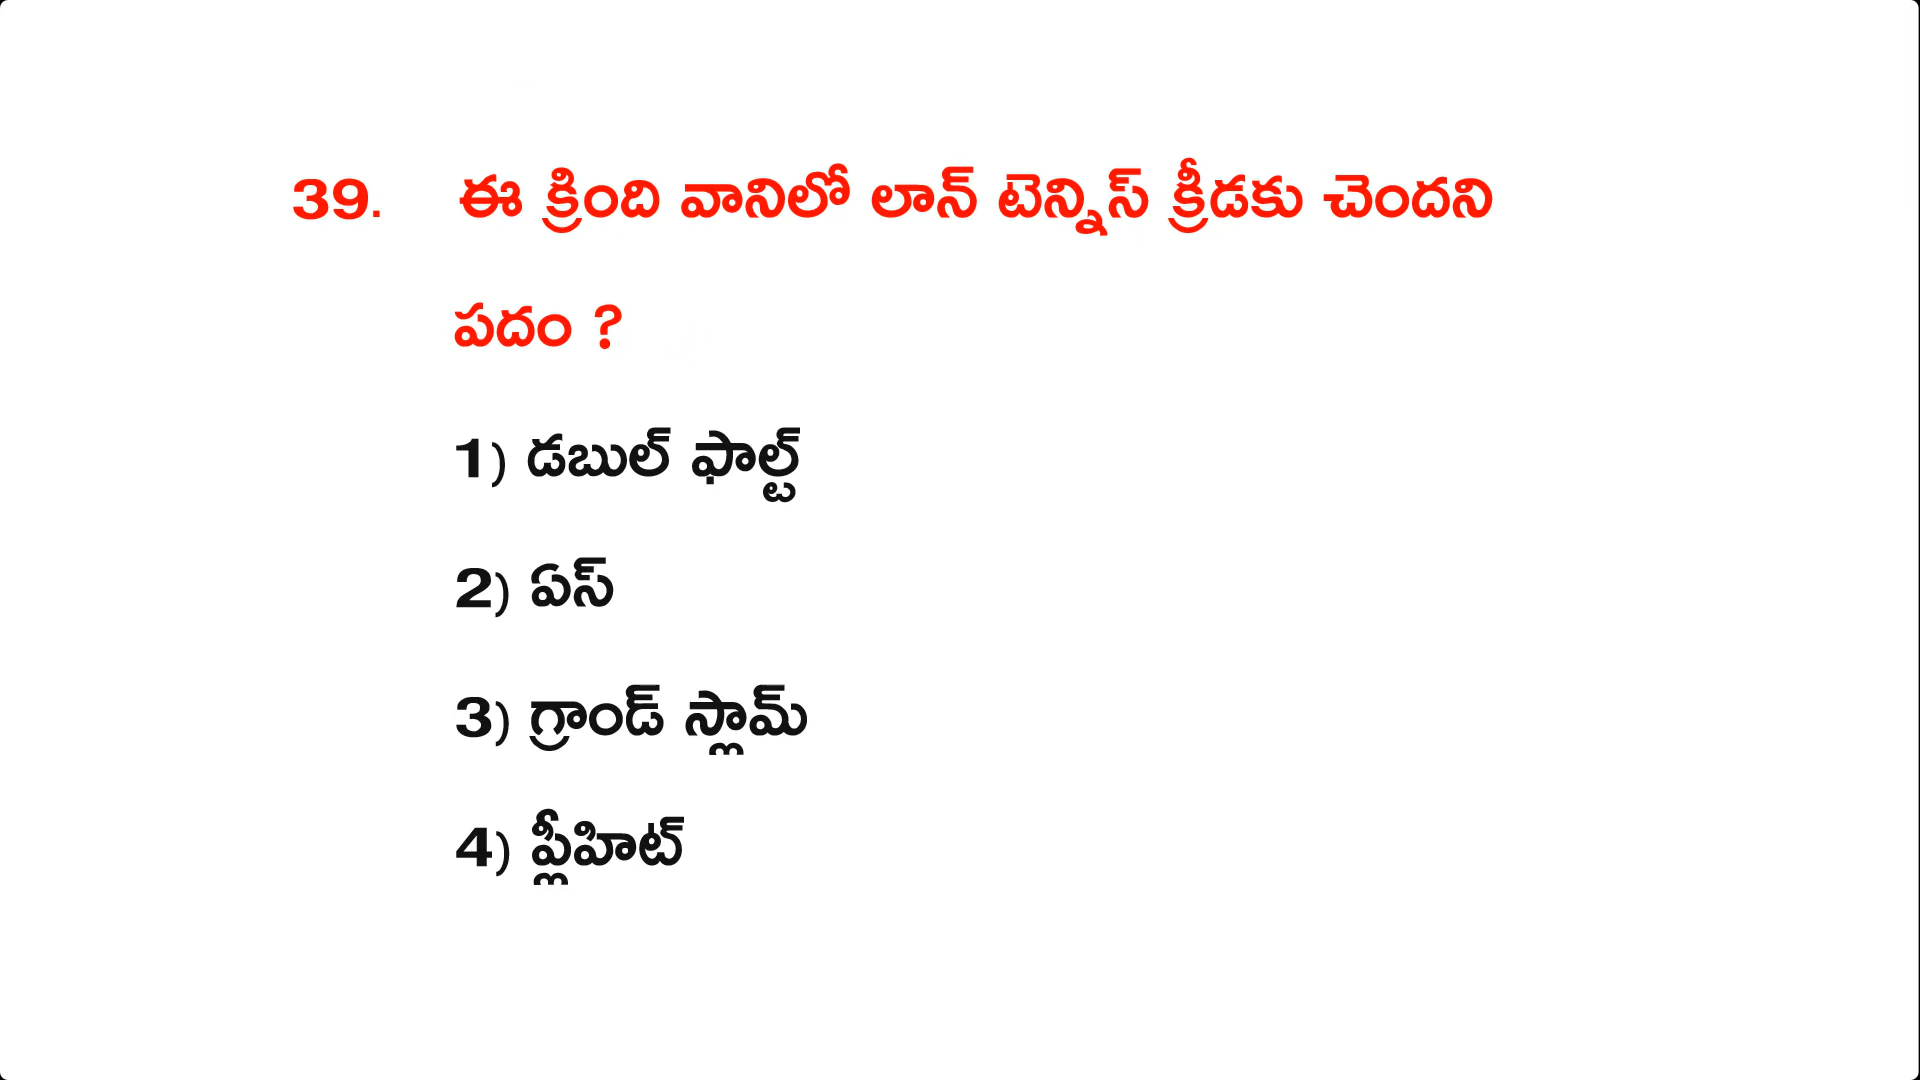 39. ఈ క్రింది వానిలో లాన్ టెన్నిస్ క్రీడకు చెందని
పదం ?
1) డబుల్ ఫాల్ట్
2) ఏస్
3) గ్రాండ్ స్లామ్
4) ప్లీహిట్